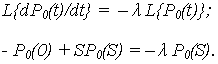 L{dP₀(t)/dt} = – λ L{P₀(t)};
- P₀(0) + SP₀(S) = – λ P₀(S).